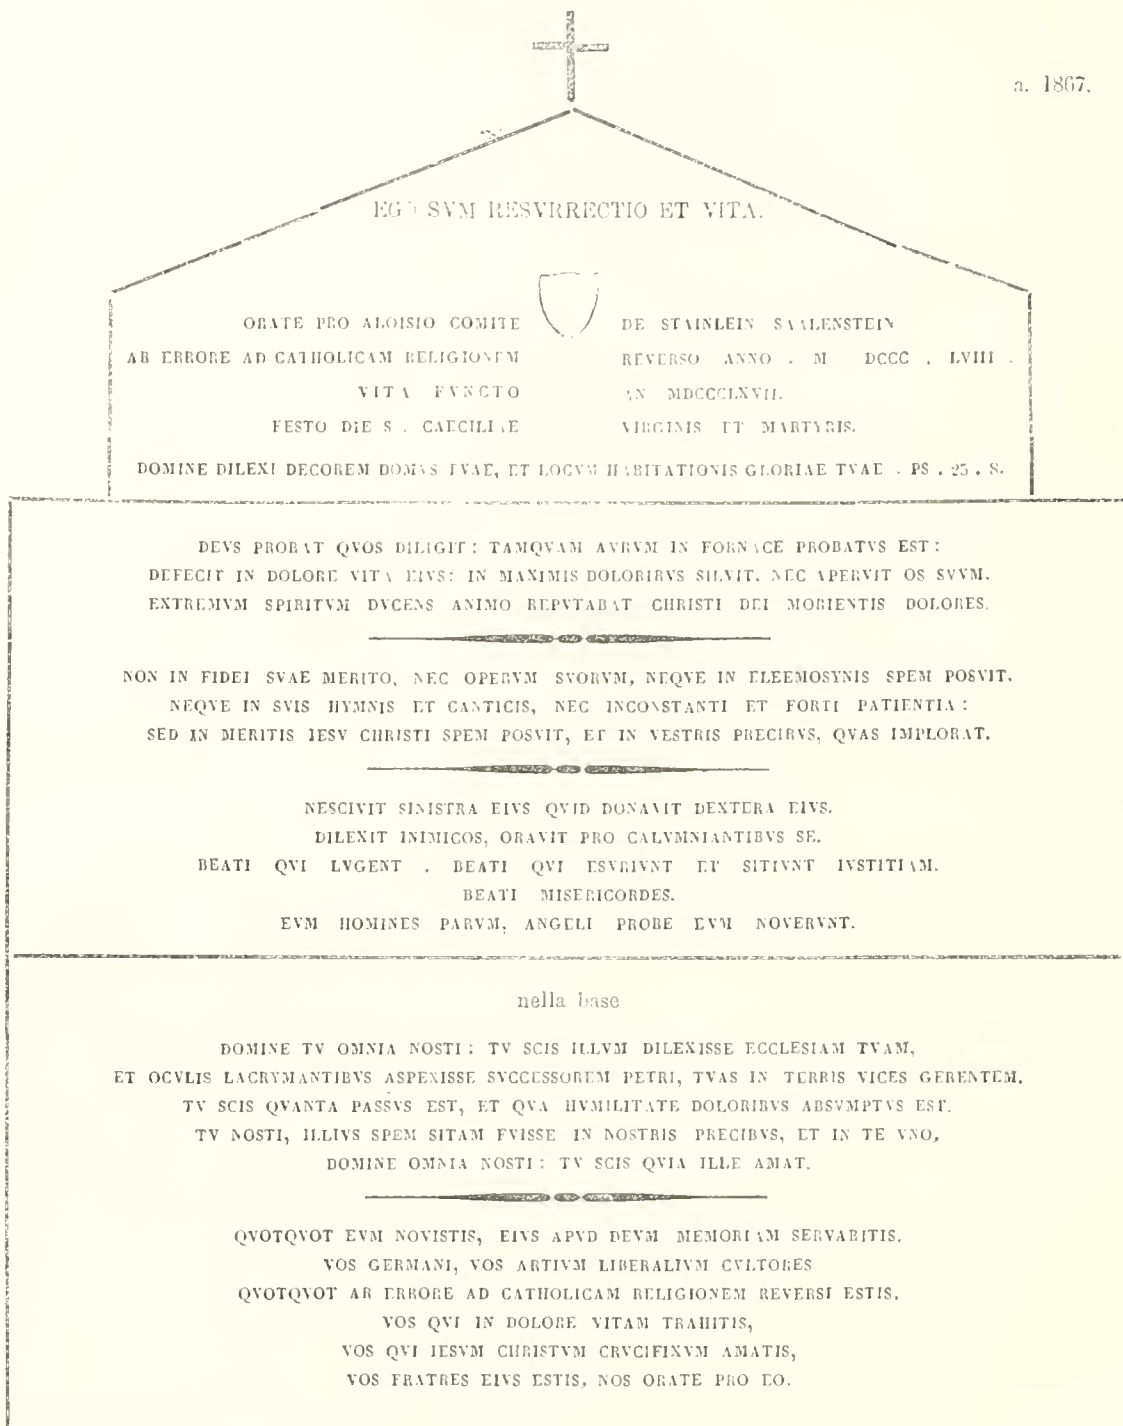 a. 1867.
EGO SVM RESVRRECTIO ET VITA.
ORATE PRO ALOISIO COMITE DE STAINLEIN SAALENSTEIN
AB ERRORE AD CATHOLICAM RELIGIONEM REVERSO ANNO . M DCCC . LVIII .
VITA FVNCTO AN MDCCCLXVII.
FESTO DIE S . CAECILIAE VIRGINIS ET MARTYRIS.
DOMINE DILEXI DECOREM DOMVS TVAE, ET LOCVM HABITATIONIS GLORIAE TVAE . PS . 25 . 8.
DEVS PROBAT QVOS DILIGIT : TAMQVAM AVRVM IN FORNACE PROBATVS EST :
DEFECIT IN DOLORE VITA EIVS: IN MAXIMIS DOLORIBVS SILVIT. NEC APERVIT OS SVVM.
EXTREMVM SPIRITVM DVCENS ANIMO REPVTABAT CHRISTI DEI MORIENTIS DOLORES.
NON IN FIDEI SVAE MERITO, NEC OPERVM SVORVM, NEQVE IN ELEEMOSYNIS SPEM POSVIT.
NEQVE IN SVIS HYMNIS ET CANTICIS, NEC INCONSTANTI ET FORTI PATIENTIA :
SED IN MERITIS IESV CHRISTI SPEM POSVIT, ET IN VESTRIS PRECIBVS, QVAS IMPLORAT.
NESCIVIT SINISTRA EIVS QVID DONAVIT DEXTERA EIVS.
DILEXIT INIMICOS, ORAVIT PRO CALVMNIANTIBVS SE.
BEATI QVI LVGENT . BEATI QVI ESVRIVNT ET SITIVNT IVSTITIAM.
BEATI MISERICORDES.
EVM HOMINES PARVM, ANGELI PROBE EVM NOVERVNT.
nella base
DOMINE TV OMNIA NOSTI : TV SCIS ILLVM DILEXISSE ECCLESIAM TVAM,
ET OCVLIS LACRYMANTIBVS ASPEXISSE SVCCESSOREM PETRI, TVAS IN TERRIS VICES GERENTEM.
TV SCIS QVANTA PASSVS EST, ET QVA HVMILITATE DOLORIBVS ABSVMPTVS EST.
TV NOSTI, ILLIVS SPEM SITAM FVISSE IN NOSTRIS PRECIBVS, ET IN TE VNO,
DOMINE OMNIA NOSTI : TV SCIS QVIA ILLE AMAT.
QVOTQVOT EVM NOVISTIS, EIVS APVD DEVM MEMORIAM SERVABITIS.
VOS GERMANI, VOS ARTIVM LIBERALIVM CVLTORES
QVOTQVOT AB ERRORE AD CATHOLICAM RELIGIONEM REVERSI ESTIS,
VOS QVI IN DOLORE VITAM TRAHITIS,
VOS QVI IESVM CHRISTVM CRVCIFIXVM AMATIS,
VOS FRATRES EIVS ESTIS, NOS ORATE PRO EO.